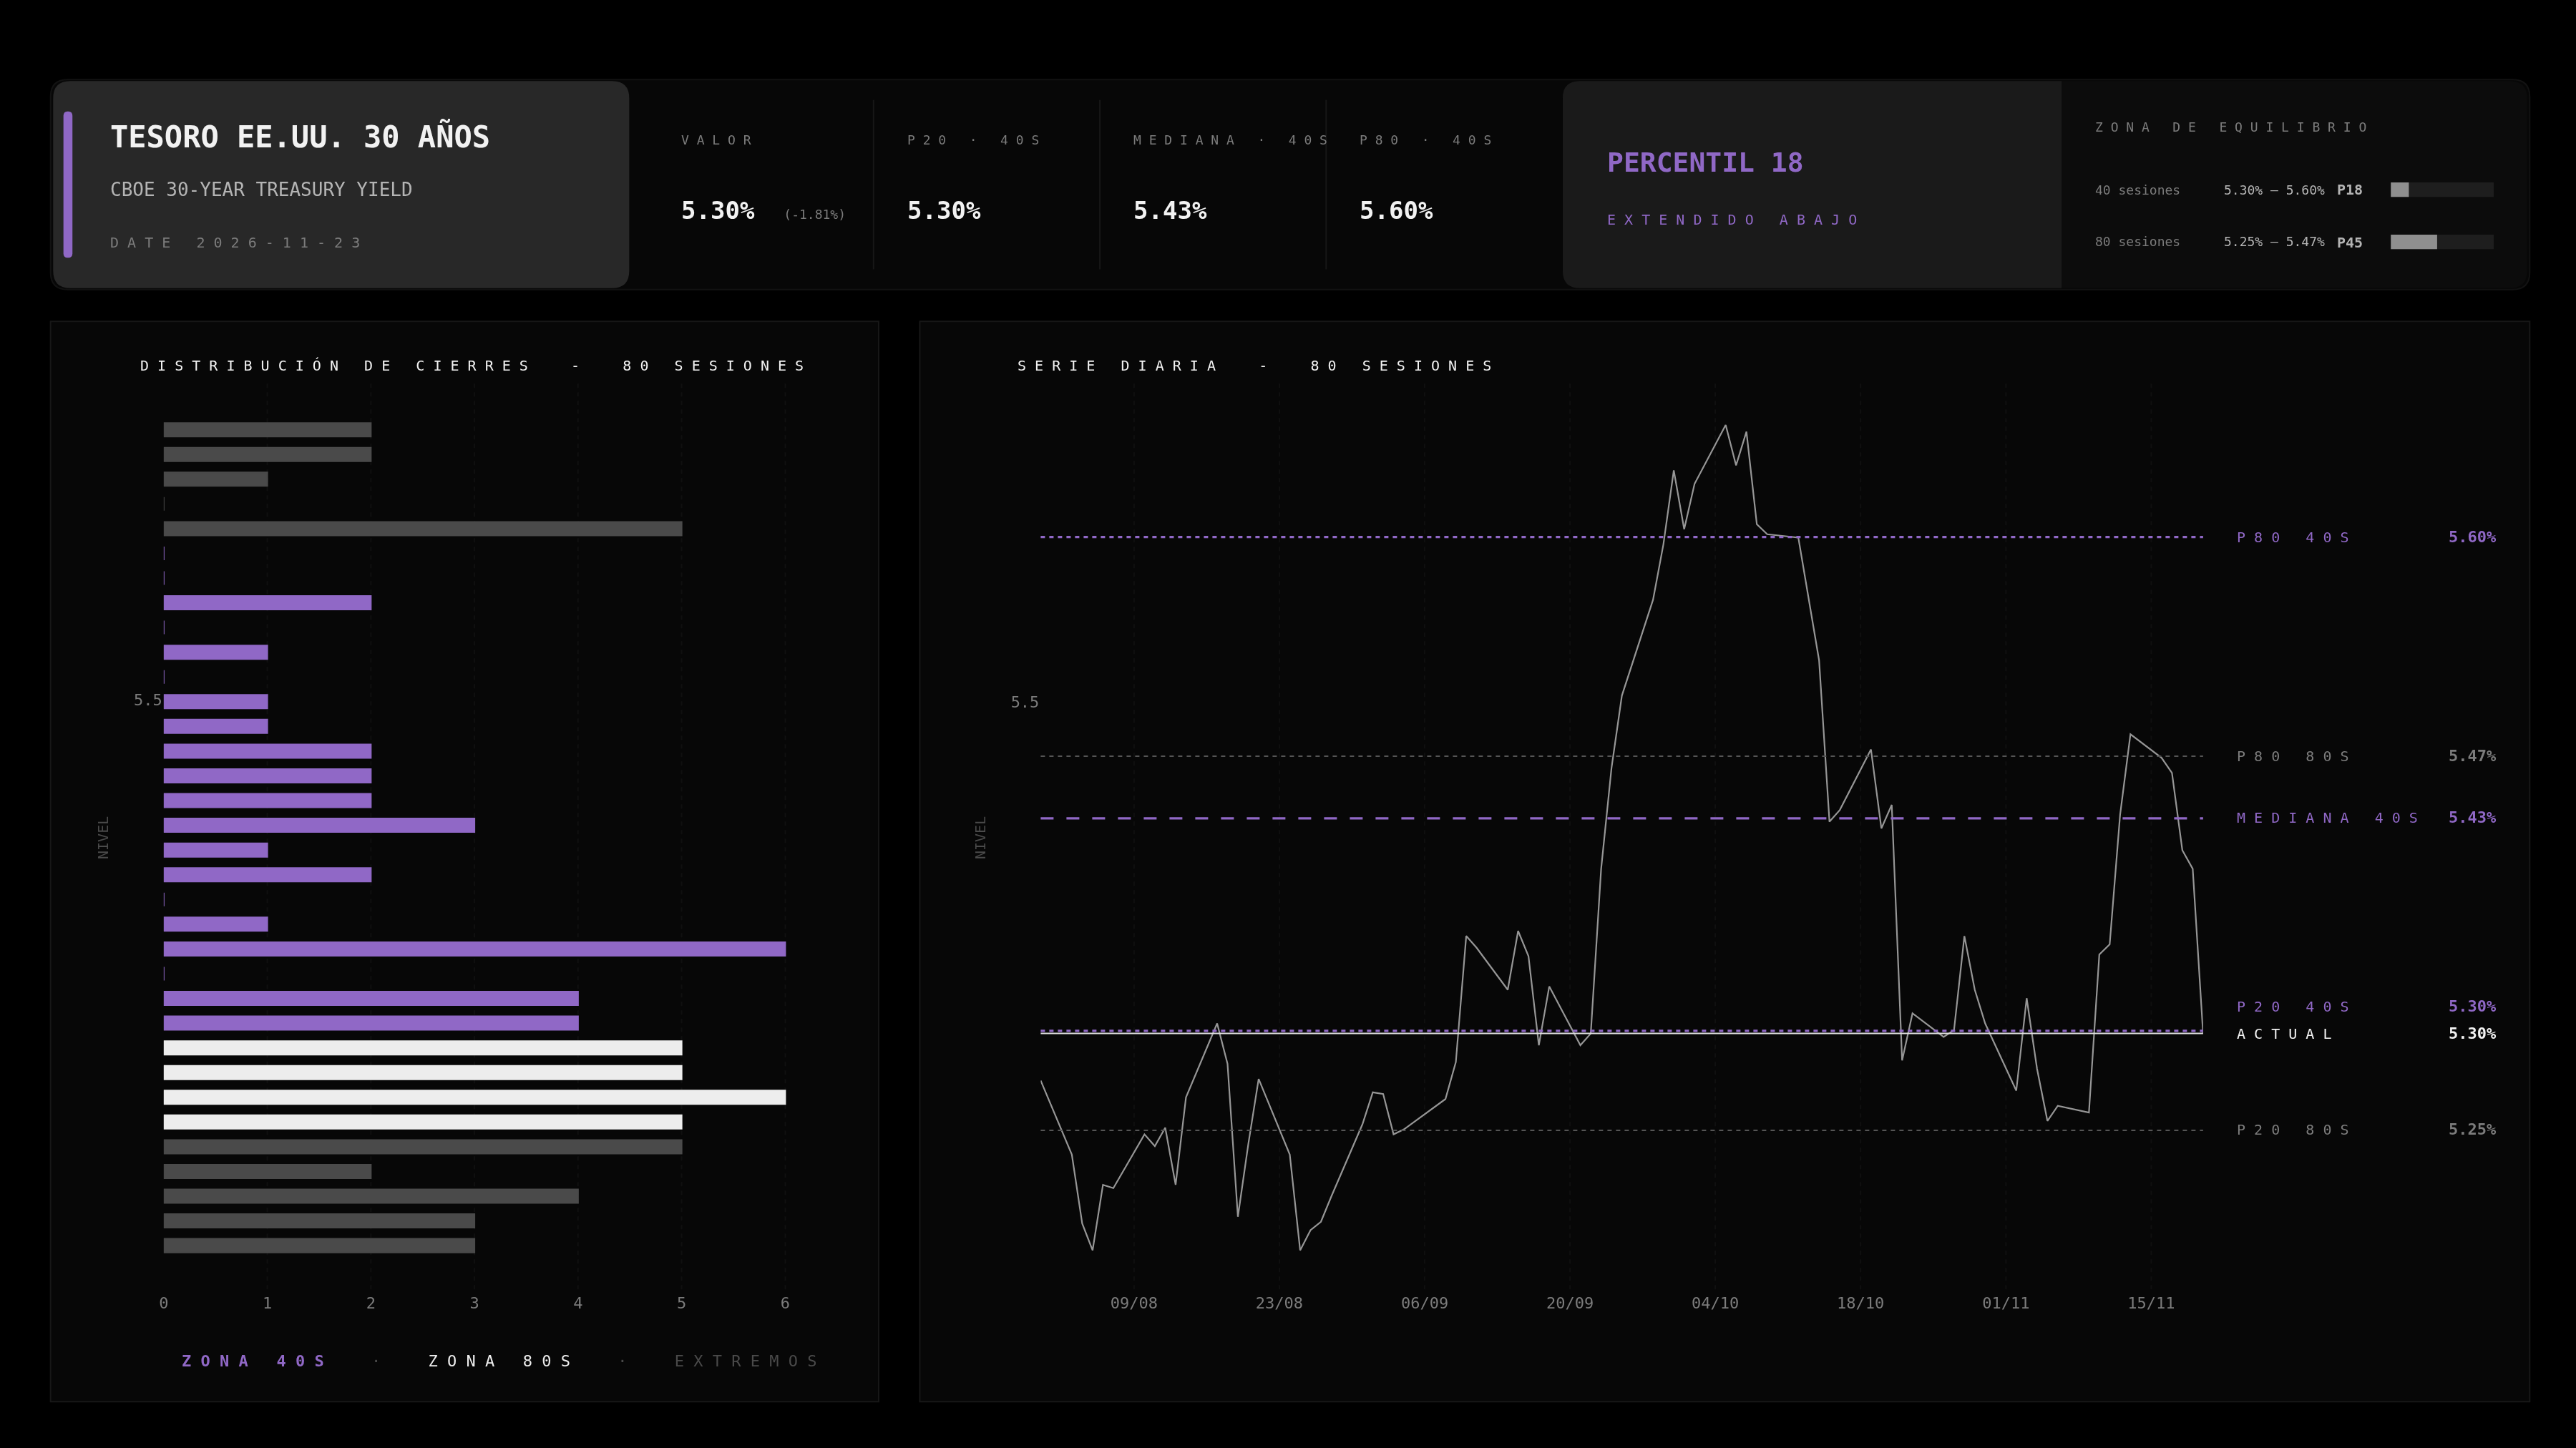 TESORO EE.UU. 30 AÑOS
CBOE 30-YEAR TREASURY YIELD
DATE 2026-11-23
VALOR
5.30% (-1.81%)
P20 · 40S
5.30%
MEDIANA · 40S
5.43%
P80 · 40S
5.60%
PERCENTIL 18
EXTENDIDO ABAJO
ZONA DE EQUILIBRIO
40 sesiones 5.30% — 5.60% P18
80 sesiones 5.25% — 5.47% P45
DISTRIBUCIÓN DE CIERRES - 80 SESIONES
5.5
NIVEL
0 1 2 3 4 5 6
ZONA 40S · ZONA 80S · EXTREMOS
SERIE DIARIA - 80 SESIONES
5.5
NIVEL
P80 40S 5.60%
P80 80S 5.47%
MEDIANA 40S 5.43%
P20 40S 5.30%
ACTUAL 5.30%
P20 80S 5.25%
09/08 23/08 06/09 20/09 04/10 18/10 01/11 15/11